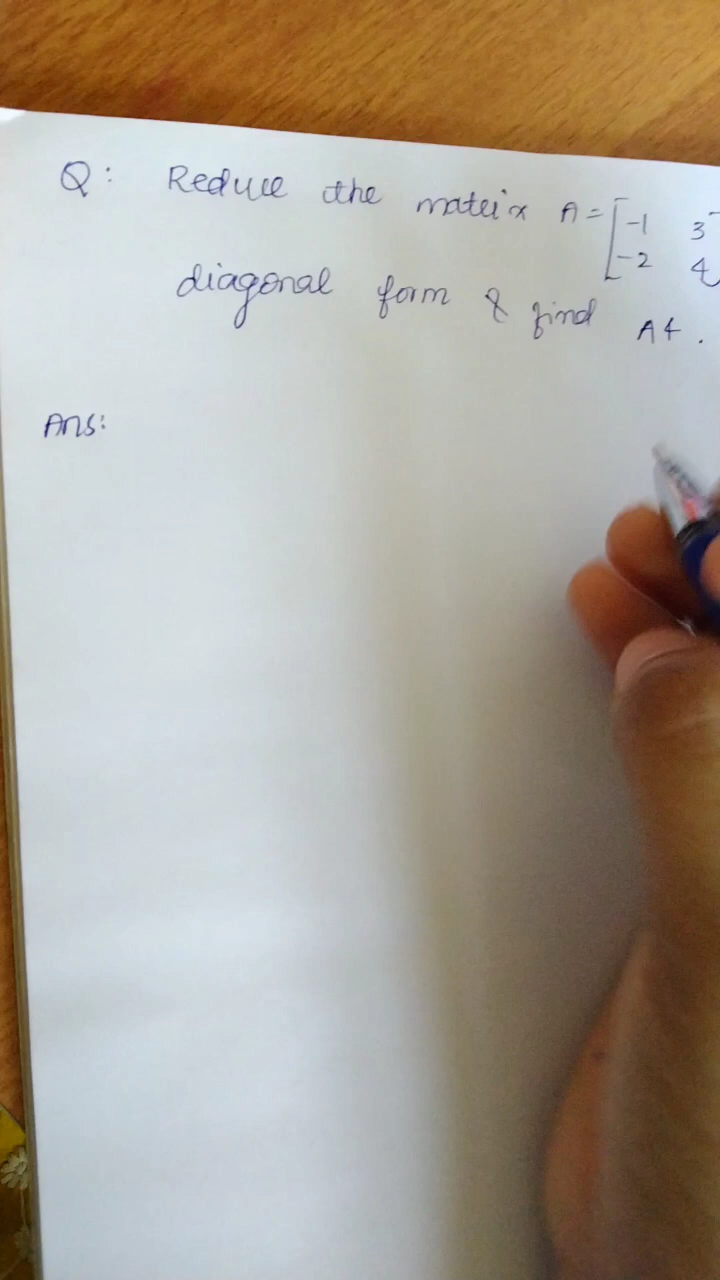 Q: Reduce the matrix A = [-1 3
-2 4
diagonal form & find A4.
Ans: